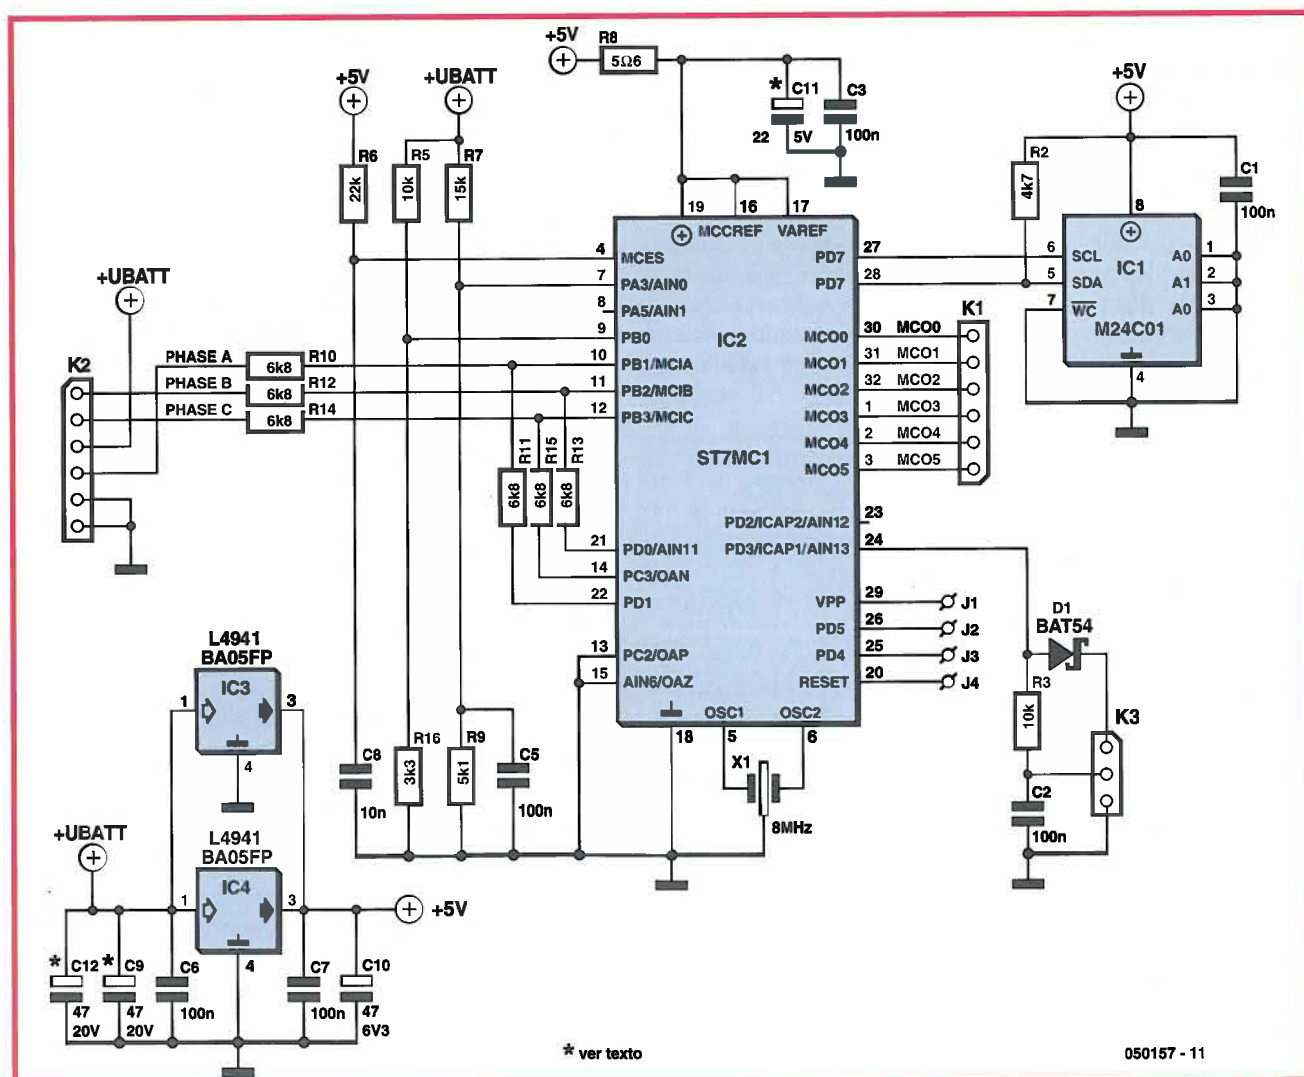 +5V
R8
5Ω6
* C11
22 5V
C3
100n
+5V
+UBATT
R6
22k
R5
10k
R7
15k
+5V
R2
4k7
C1
100n
19 16 17
MCCREF VAREF
4 MCES
7 PA3/AIN0
8 PA5/AIN1
9 PB0
10 PB1/MCIA
11 PB2/MCIB
12 PB3/MCIC
21 PD0/AIN11
14 PC3/OAN
22 PD1
13 PC2/OAP
15 AIN6/OAZ
IC2
ST7MC1
PD7 27
PD7 28
MCO0 30 MCO0
MCO1 31 MCO1
MCO2 32 MCO2
MCO3 1 MCO3
MCO4 2 MCO4
MCO5 3 MCO5
K1
PD2/ICAP2/AIN12 23
PD3/ICAP1/AIN13 24
VPP 29 J1
PD5 26 J2
PD4 25 J3
RESET 20 J4
OSC1 OSC2
18 5 6
X1
8MHz
8
6 SCL A0 1
IC1
5 SDA A1 2
7 WC A0 3
M24C01
4
+UBATT
K2
PHASE A R10
6k8
PHASE B R12
6k8
PHASE C R14
6k8
R11
6k8
R15
6k8
R13
6k8
D1
BAT54
R3
10k
K3
C2
100n
L4941
BA05FP
IC3
1 3
4
C8
10n
R16
3k3
R9
5k1
C5
100n
+UBATT
L4941
BA05FP
IC4
1 3
4
+5V
* C12
47
20V
* C9
47
20V
C6
100n
C7
100n
C10
47
6V3
* ver texto
050157 - 11